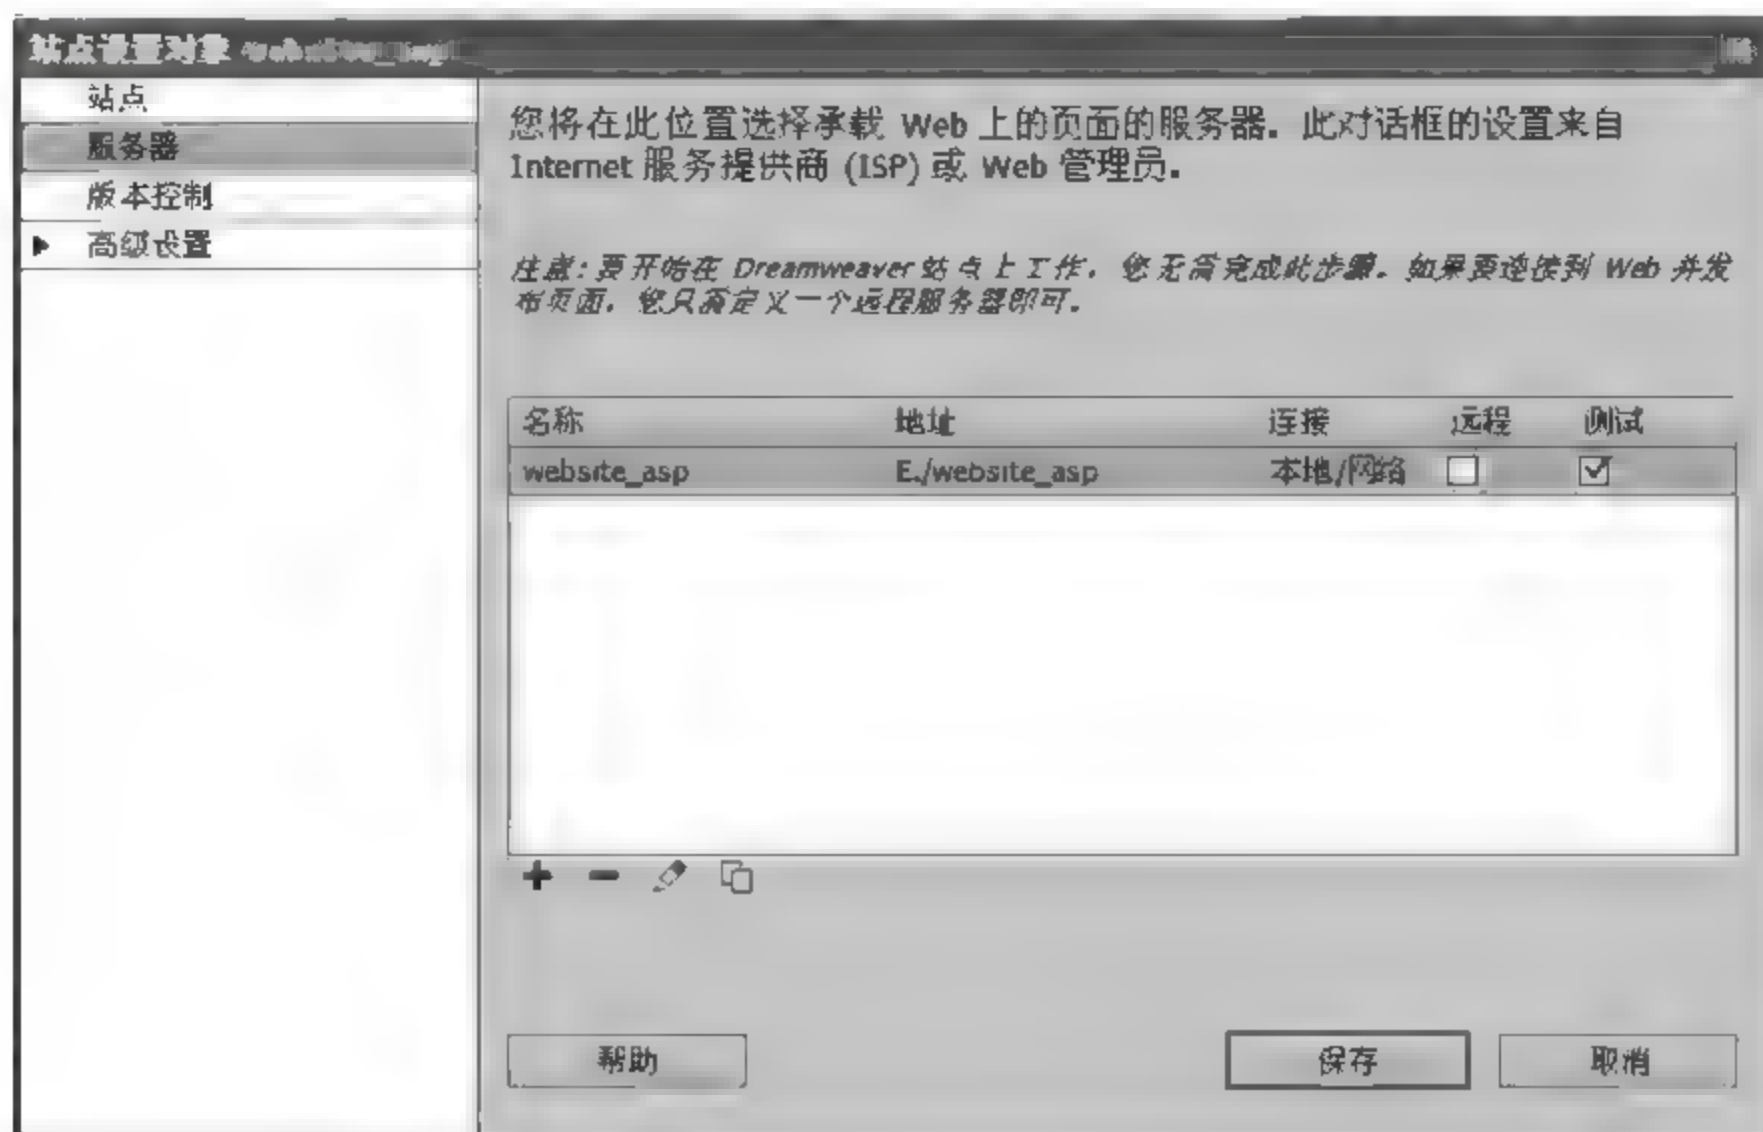 站点设置对象
站点
服务器
版本控制
高级设置
您将在此位置选择承载 Web 上的页面的服务器。此对话框的设置来自
Internet 服务提供商 (ISP) 或 Web 管理员。
注意:要开始在 Dreamweaver 站点上工作，您无需完成此步骤。如果要连接到 Web 并发
布页面，您只需定义一个远程服务器即可。
名称 地址 连接 远程 测试
website_asp E:/website_asp 本地/网络
帮助 保存 取消